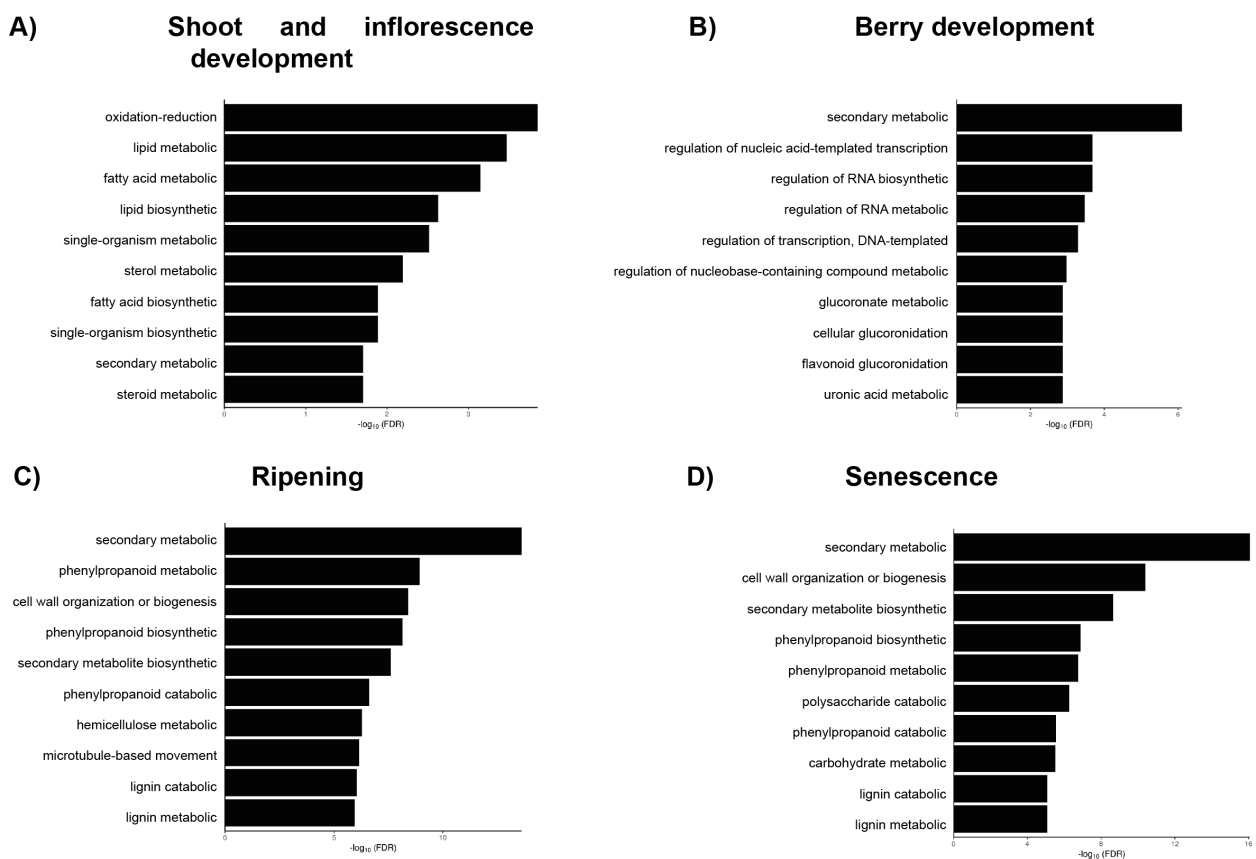 A) Shoot and inflorescence
development
oxidation-reduction
lipid metabolic
fatty acid metabolic
lipid biosynthetic
single-organism metabolic
sterol metabolic
fatty acid biosynthetic
single-organism biosynthetic
secondary metabolic
steroid metabolic
0 1 2 3
-log10 (FDR)
B) Berry development
secondary metabolic
regulation of nucleic acid-templated transcription
regulation of RNA biosynthetic
regulation of RNA metabolic
regulation of transcription, DNA-templated
regulation of nucleobase-containing compound metabolic
glucoronate metabolic
cellular glucoronidation
flavonoid glucoronidation
uronic acid metabolic
0 2 4 6
-log10 (FDR)
C) Ripening
secondary metabolic
phenylpropanoid metabolic
cell wall organization or biogenesis
phenylpropanoid biosynthetic
secondary metabolite biosynthetic
phenylpropanoid catabolic
hemicellulose metabolic
microtubule-based movement
lignin catabolic
lignin metabolic
0 5 10
-log10 (FDR)
D) Senescence
secondary metabolic
cell wall organization or biogenesis
secondary metabolite biosynthetic
phenylpropanoid biosynthetic
phenylpropanoid metabolic
polysaccharide catabolic
phenylpropanoid catabolic
carbohydrate metabolic
lignin catabolic
lignin metabolic
0 4 8 12 16
-log10 (FDR)